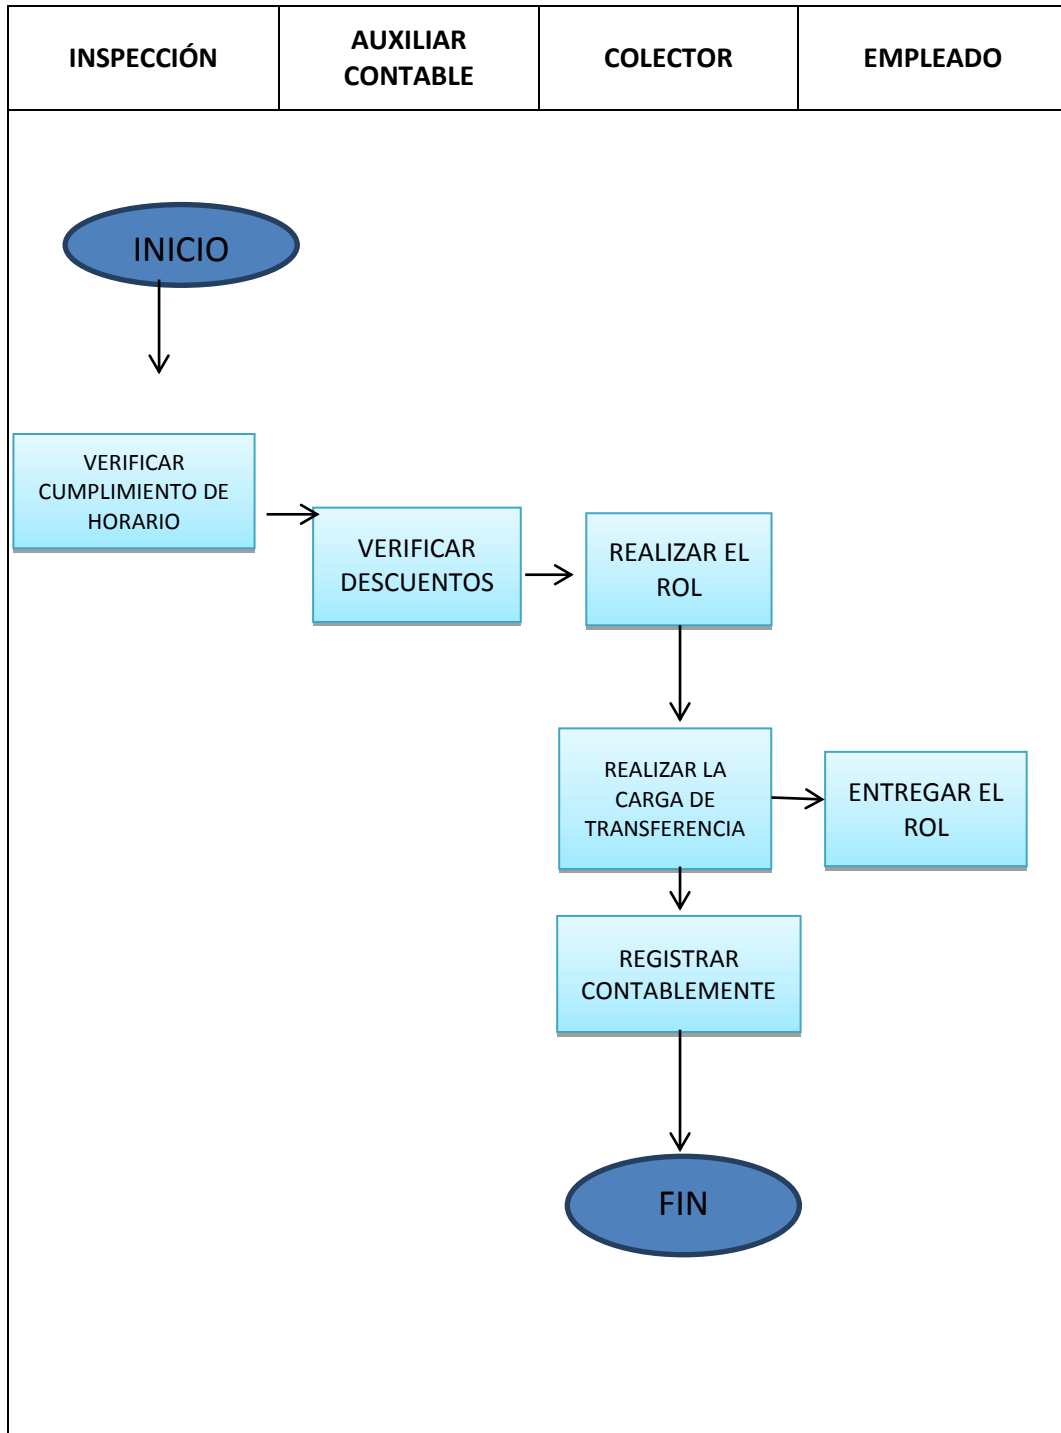 INSPECCIÓN
AUXILIAR
CONTABLE
COLECTOR
EMPLEADO
INICIO
VERIFICAR
CUMPLIMIENTO DE
HORARIO
VERIFICAR
DESCUENTOS
REALIZAR EL
ROL
REALIZAR LA
CARGA DE
TRANSFERENCIA
ENTREGAR EL
ROL
REGISTRAR
CONTABLEMENTE
FIN